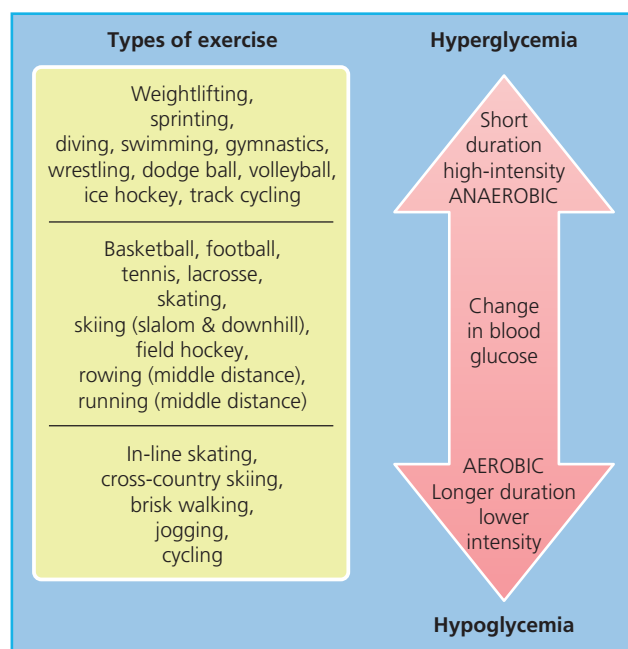 Types of exercise
Weightlifting,
sprinting,
diving, swimming, gymnastics,
wrestling, dodge ball, volleyball,
ice hockey, track cycling
Basketball, football,
tennis, lacrosse,
skating,
skiing (slalom & downhill),
field hockey,
rowing (middle distance),
running (middle distance)
In-line skating,
cross-country skiing,
brisk walking,
jogging,
cycling
Hyperglycemia
Short
duration
high-intensity
ANAEROBIC
Change
in blood
glucose
AEROBIC
Longer duration
lower
intensity
Hypoglycemia